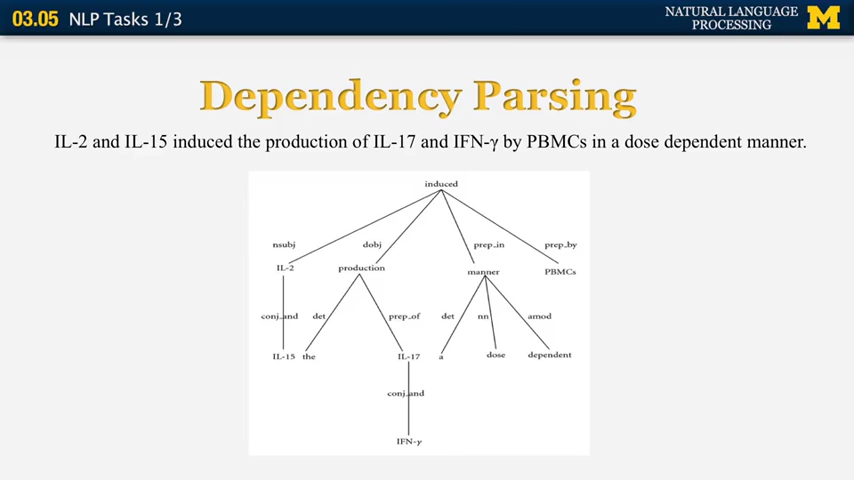 03.05 NLP Tasks 1/3
NATURAL LANGUAGE
PROCESSING
M
Dependency Parsing
IL-2 and IL-15 induced the production of IL-17 and IFN-γ by PBMCs in a dose dependent manner.
induced
nsubj dobj prep_in prep_by
IL-2 production manner PBMCs
conj_and det prep_of det nn amod
IL-15 the IL-17 a dose dependent
conj_and
IFN-γ